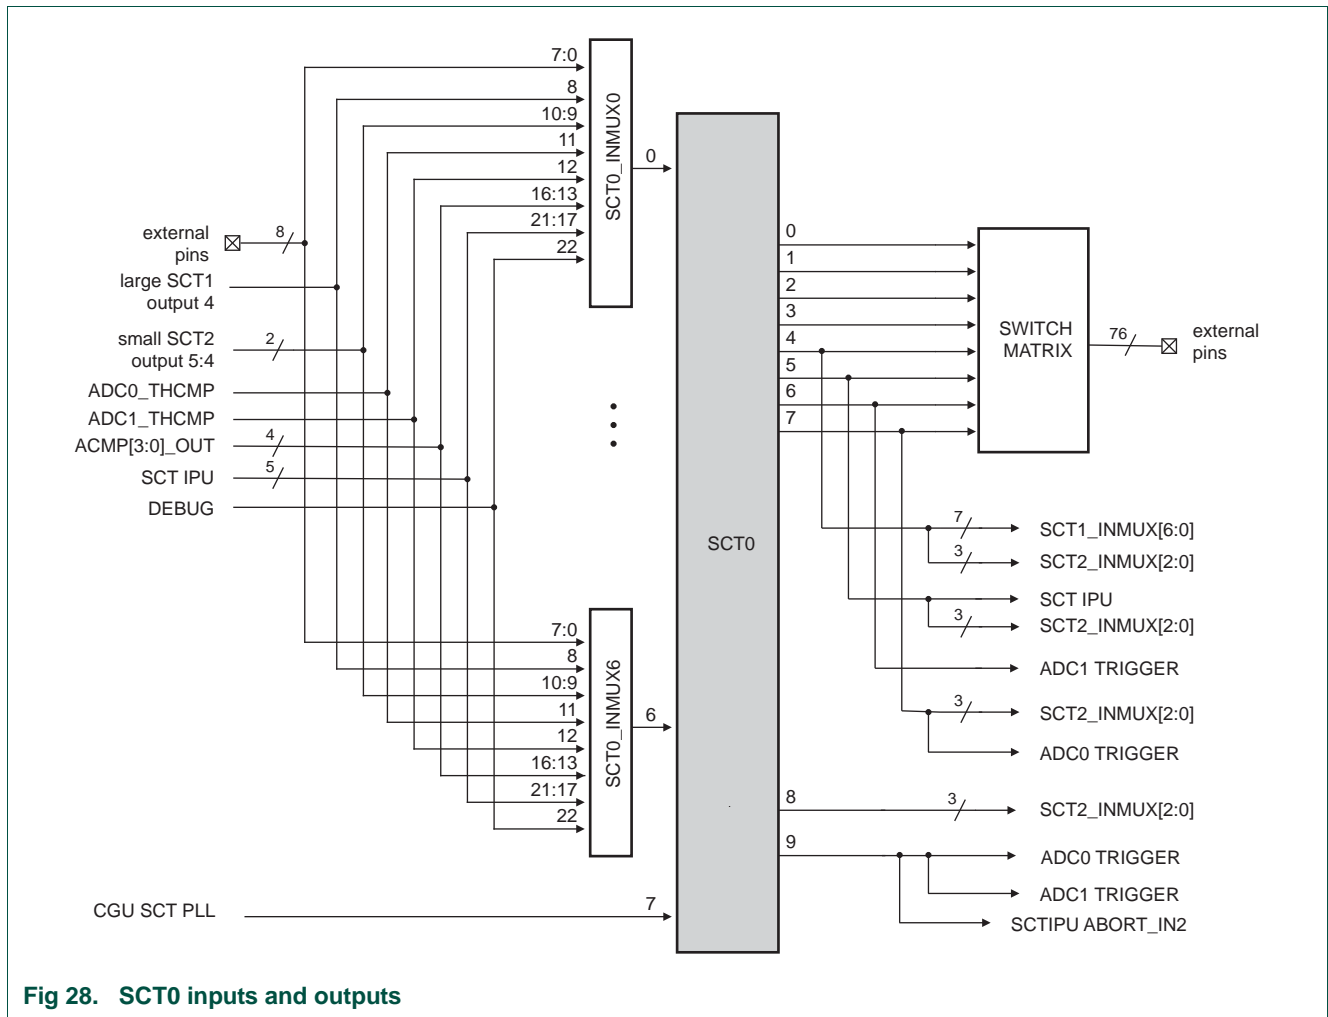 7:0
8
10:9
11
12
16:13
21:17
22
SCT0_INMUX0
0
external
pins
8
large SCT1
output 4
small SCT2
output 5:4
2
ADC0_THCMP
ADC1_THCMP
ACMP[3:0]_OUT
4
SCT IPU
5
DEBUG
7:0
8
10:9
11
12
16:13
21:17
22
SCT0_INMUX6
6
CGU SCT PLL
7
SCT0
0
1
2
3
4
5
6
7
SWITCH
MATRIX
76
external
pins
7
SCT1_INMUX[6:0]
3
SCT2_INMUX[2:0]
SCT IPU
3
SCT2_INMUX[2:0]
ADC1 TRIGGER
3
SCT2_INMUX[2:0]
ADC0 TRIGGER
8
3
SCT2_INMUX[2:0]
9
ADC0 TRIGGER
ADC1 TRIGGER
SCTIPU ABORT_IN2
Fig 28. SCT0 inputs and outputs